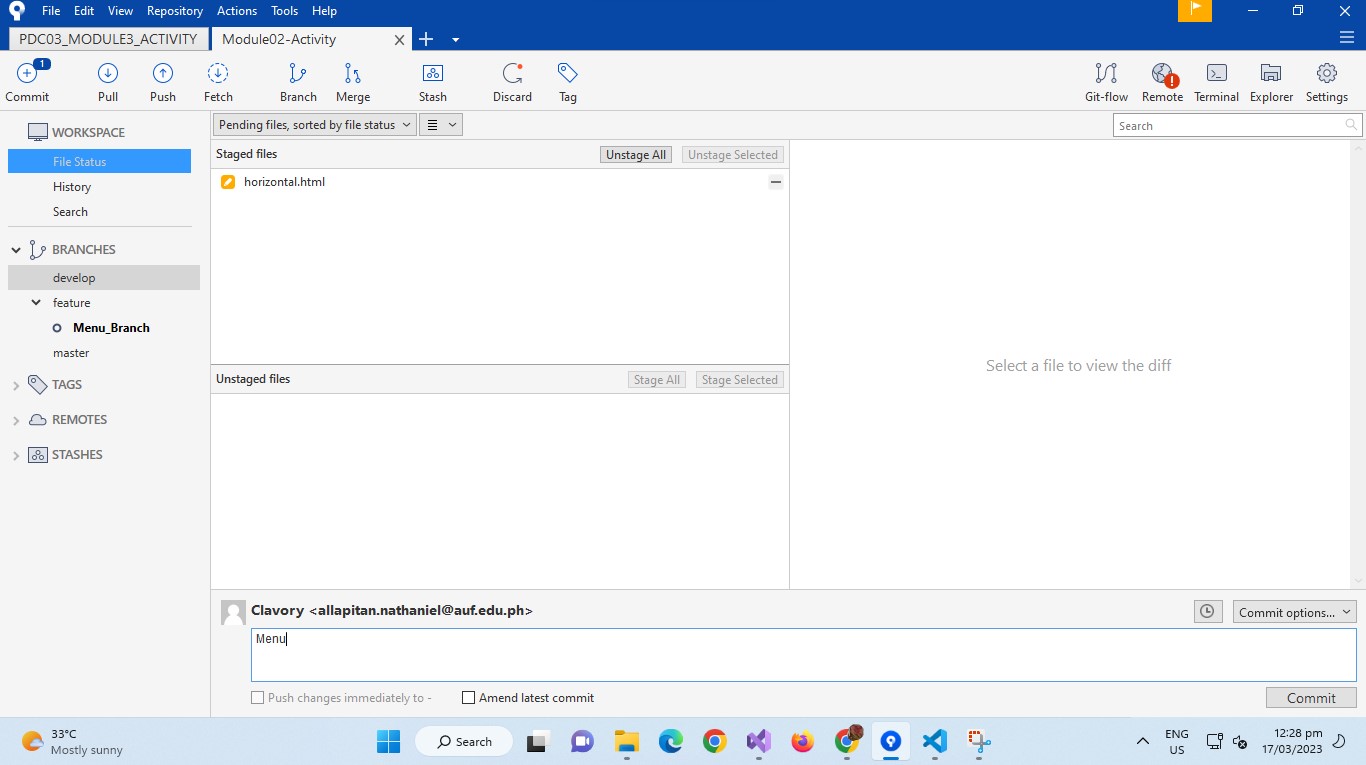 File Edit View Repository Actions Tools Help
PDC03_MODULE3_ACTIVITY Module02-Activity
1
Commit Pull Push Fetch Branch Merge Stash Discard Tag Git-flow Remote Terminal Explorer Settings
WORKSPACE
File Status
History
Search
BRANCHES
develop
feature
Menu_Branch
master
TAGS
REMOTES
STASHES
Pending files, sorted by file status
Search
Staged files Unstage All Unstage Selected
horizontal.html
Unstaged files Stage All Stage Selected
Select a file to view the diff
Clavory <allapitan.nathaniel@auf.edu.ph> Commit options...
Menu
Push changes immediately to - Amend latest commit Commit
33°C
Mostly sunny
Search
ENG
US
12:28 pm
17/03/2023